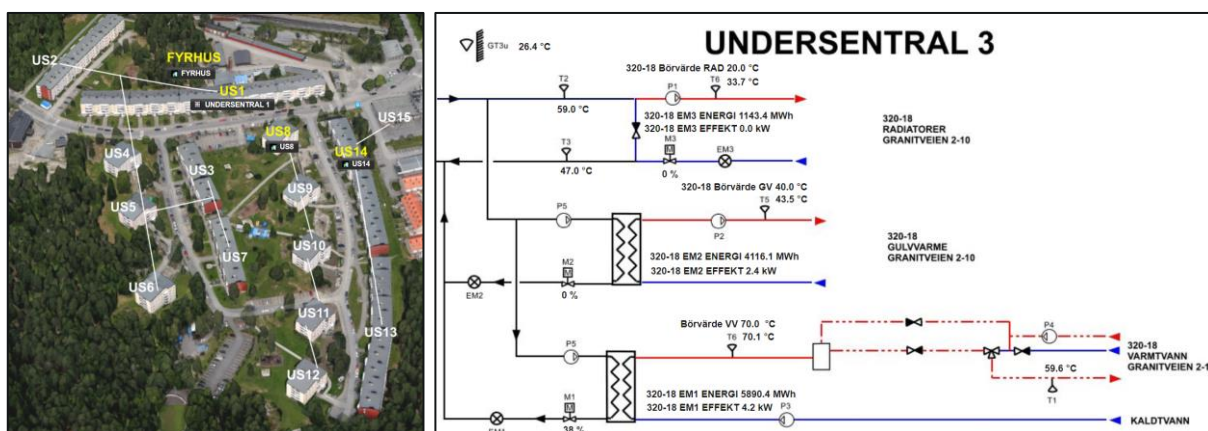 FYRHUS
FYRHUS
US2
US1
UNDERSENTRAL 1
US15
US8
US8
US14
US14
US4
US3
US9
US5
US10
US7
US6
US11
US13
US12
UNDERSENTRAL 3
GT3u
26.4 °C
320-18 Börvärde RAD 20.0 °C
T2
P1
T6
33.7 °C
59.0 °C
320-18 EM3 ENERGI 1143.4 MWh
320-18 EM3 EFFEKT 0.0 kW
320-18
RADIATORER
GRANITVEIEN 2-10
T3
M3
M
EM3
47.0 °C
0 %
320-18 Börvärde GV 40.0 °C
T5
43.5 °C
P5
P2
320-18
GULVVARME
GRANITVEIEN 2-10
320-18 EM2 ENERGI 4116.1 MWh
320-18 EM2 EFFEKT 2.4 kW
M2
M
EM2
0 %
Börvärde VV 70.0 °C
T6
70.1 °C
P4
P5
320-18
VARMTVANN
GRANITVEIEN 2-1
59.6 °C
T1
320-18 EM1 ENERGI 5890.4 MWh
320-18 EM1 EFFEKT 4.2 kW
M1
M
P3
KALDTVANN
EM1
38 %